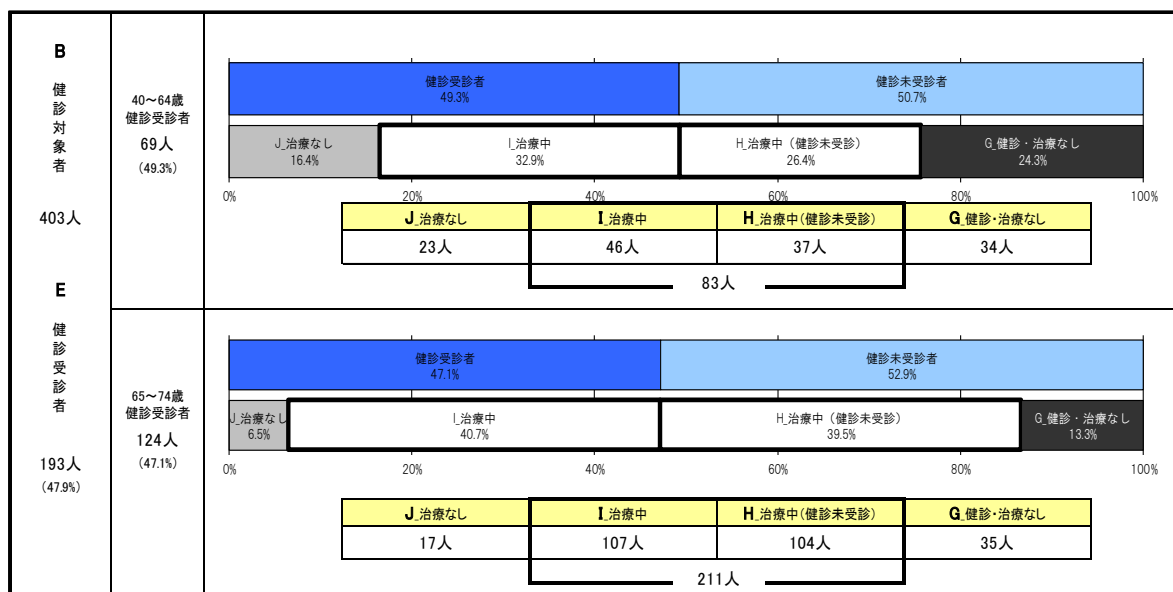 B
健診対象者
403人
E
健診受診者
193人
(47.9%)
40～64歳
健診受診者
69人
(49.3%)
健診受診者
49.3%
健診未受診者
50.7%
J_治療なし
16.4%
I_治療中
32.9%
H_治療中（健診未受診）
26.4%
G_健診・治療なし
24.3%
0% 20% 40% 60% 80% 100%
J_治療なし I_治療中 H_治療中(健診未受診) G_健診・治療なし
23人 46人 37人 34人
83人
65～74歳
健診受診者
124人
(47.1%)
健診受診者
47.1%
健診未受診者
52.9%
J_治療なし
6.5%
I_治療中
40.7%
H_治療中（健診未受診）
39.5%
G_健診・治療なし
13.3%
0% 20% 40% 60% 80% 100%
J_治療なし I_治療中 H_治療中(健診未受診) G_健診・治療なし
17人 107人 104人 35人
211人